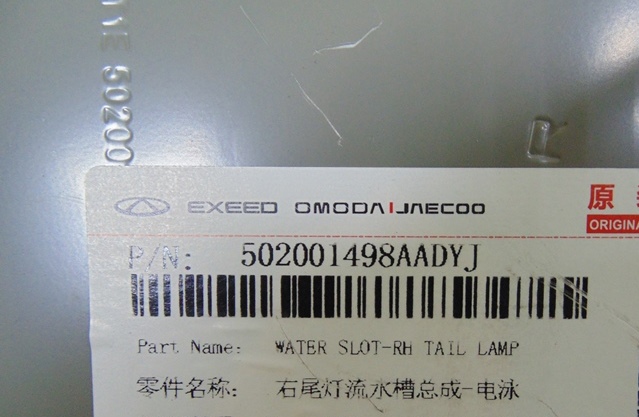 50200
EXEED OMODA JAECOO
原
ORIGINA
P/N: 502001498AADYJ
Part Name: WATER SLOT-RH TAIL LAMP
零件名称: 右尾灯流水槽总成-电泳